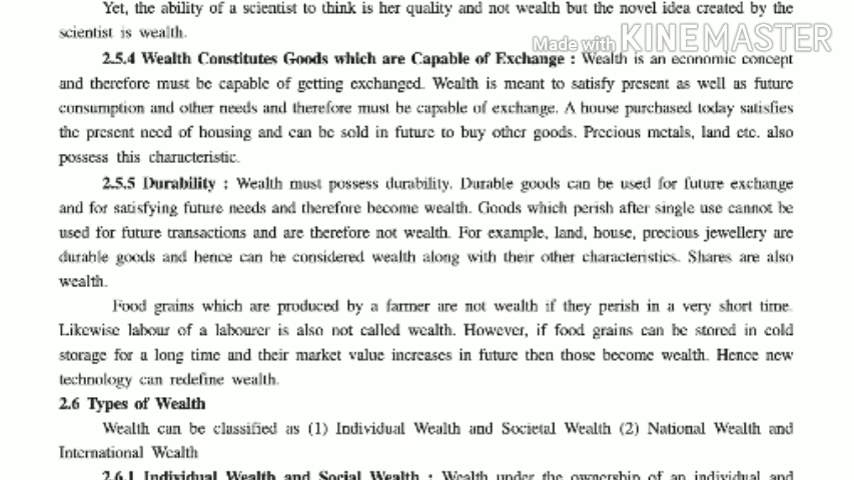 Yet, the ability of a scientist to think is her quality and not wealth but the novel idea created by the
scientist is wealth.
Made with KINEMASTER
2.5.4 Wealth Constitutes Goods which are Capable of Exchange : Wealth is an economic concept
and therefore must be capable of getting exchanged. Wealth is meant to satisfy present as well as future
consumption and other needs and therefore must be capable of exchange. A house purchased today satisfies
the present need of housing and can be sold in future to buy other goods. Precious metals, land etc. also
possess this characteristic.
2.5.5 Durability : Wealth must possess durability. Durable goods can be used for future exchange
and for satisfying future needs and therefore become wealth. Goods which perish after single use cannot be
used for future transactions and are therefore not wealth. For example, land, house, precious jewellery are
durable goods and hence can be considered wealth along with their other characteristics. Shares are also
wealth.
Food grains which are produced by a farmer are not wealth if they perish in a very short time.
Likewise labour of a labourer is also not called wealth. However, if food grains can be stored in cold
storage for a long time and their market value increases in future then those become wealth. Hence new
technology can redefine wealth.
2.6 Types of Wealth
Wealth can be classified as (1) Individual Wealth and Societal Wealth (2) National Wealth and
International Wealth
2.6.1 Individual Wealth and Social Wealth : Wealth under the ownership of an individual and